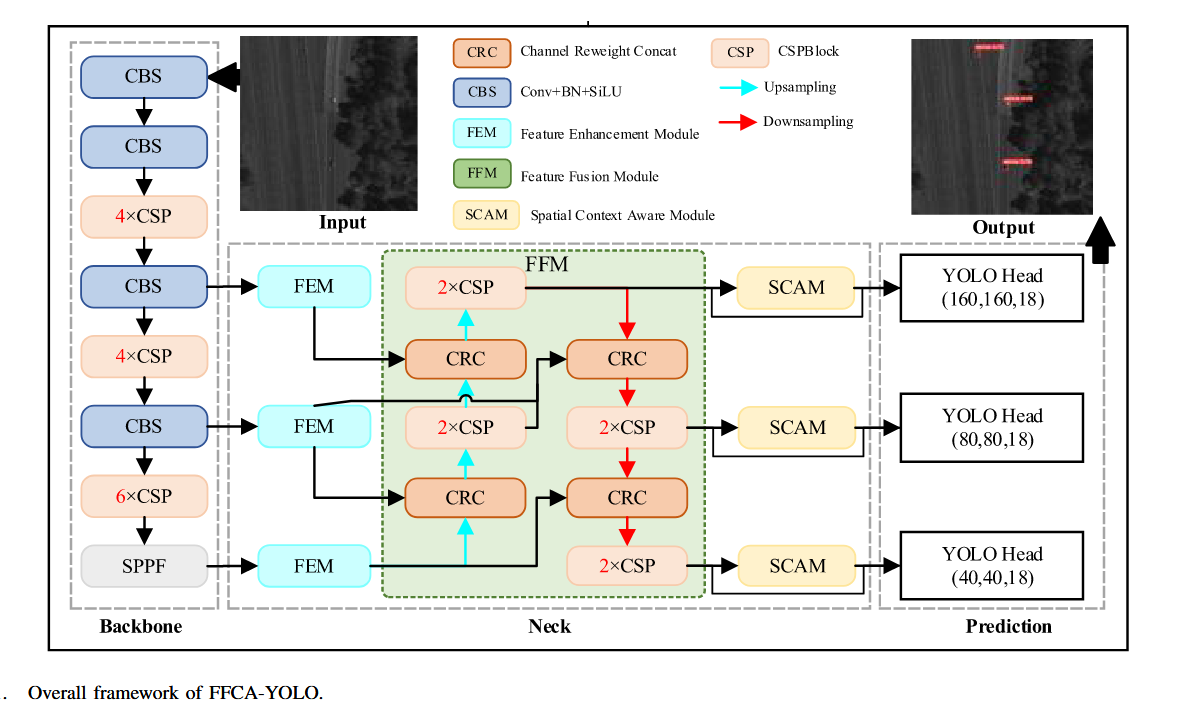 CBS
CBS
4×CSP
CBS
4×CSP
CBS
6×CSP
SPPF
Backbone
Input
CRC Channel Reweight Concat
CBS Conv+BN+SiLU
FEM Feature Enhancement Module
FFM Feature Fusion Module
SCAM Spatial Context Aware Module
CSP CSPBlock
Upsampling
Downsampling
Output
FEM
FEM
FEM
FFM
2×CSP
CRC
2×CSP
CRC
CRC
2×CSP
CRC
2×CSP
SCAM
SCAM
SCAM
Neck
YOLO Head
(160,160,18)
YOLO Head
(80,80,18)
YOLO Head
(40,40,18)
Prediction
. Overall framework of FFCA-YOLO.